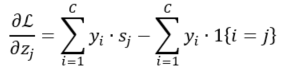 ∂ℒ/∂z_j = ∑_{i=1}^{C} y_i · s_j − ∑_{i=1}^{C} y_i · 1{i = j}